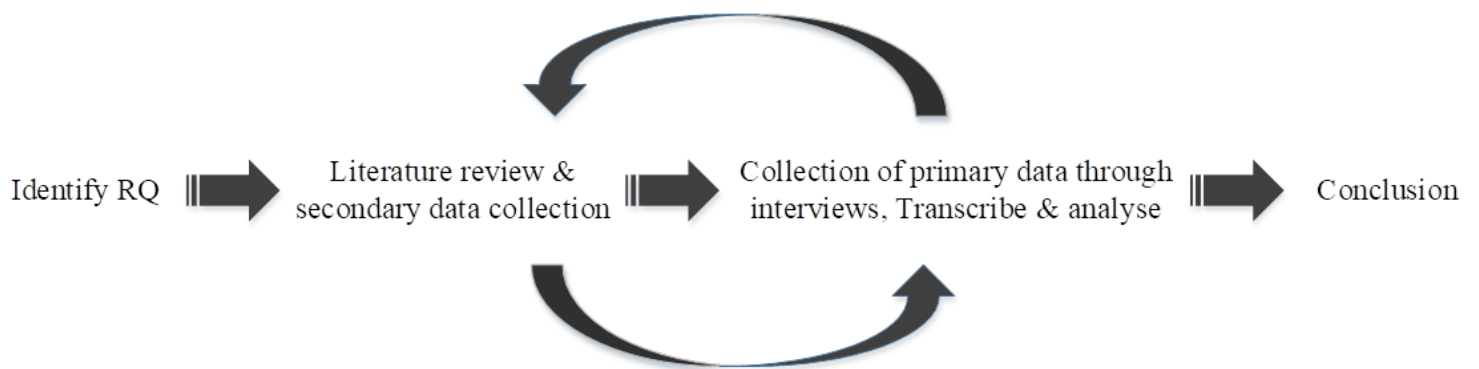 Identify RQ
Literature review &
secondary data collection
Collection of primary data through
interviews, Transcribe & analyse
Conclusion